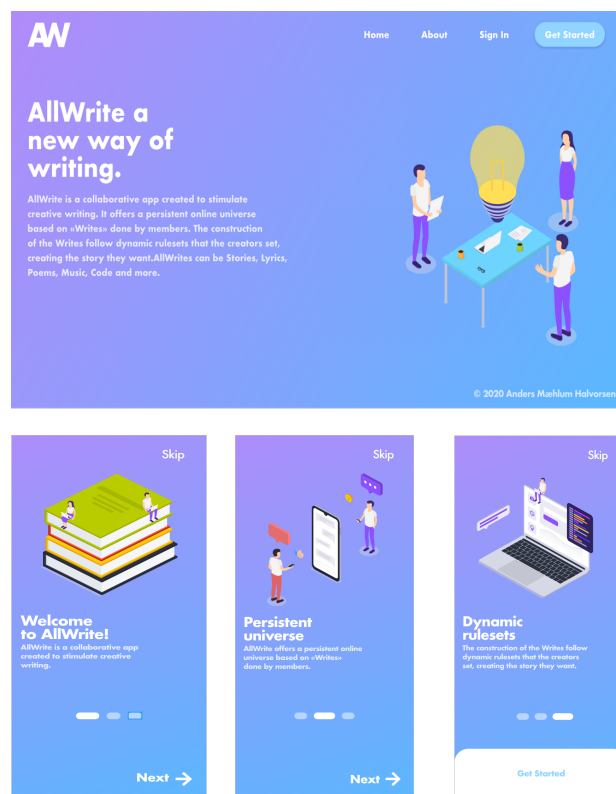 AW
Home About Sign In Get Started
AllWrite a
new way of
writing.
AllWrite is a collaborative app created to stimulate
creative writing. It offers a persistent online universe
based on «Writes» done by members. The construction
of the Writes follow dynamic rulesets that the creators set,
creating the story they want.AllWrites can be Stories, Lyrics,
Poems, Music, Code and more.
© 2020 Anders Mæhlum Halvorsen
Skip
Welcome
to AllWrite!
AllWrite is a collaborative app
created to stimulate creative
writing.
Next
Skip
Persistent
universe
AllWrite offers a persistent online
universe based on «Writes»
done by members.
Next
Skip
Dynamic
rulesets
The construction of the Writes follow
dynamic rulesets that the creators
set, creating the story they want.
Get Started